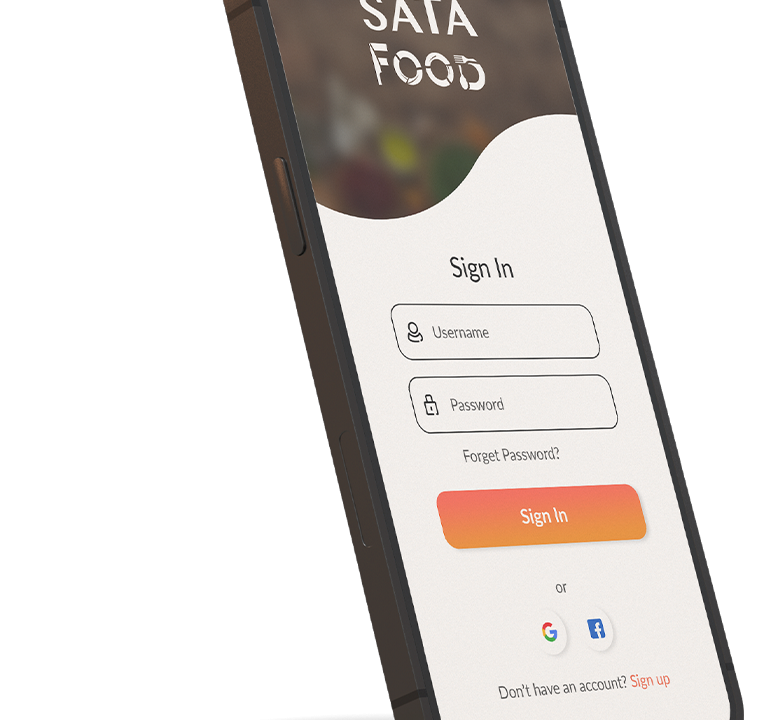 SATA
FOOD
Sign In
Username
Password
Forget Password?
Sign In
or
Don't have an account? Sign up